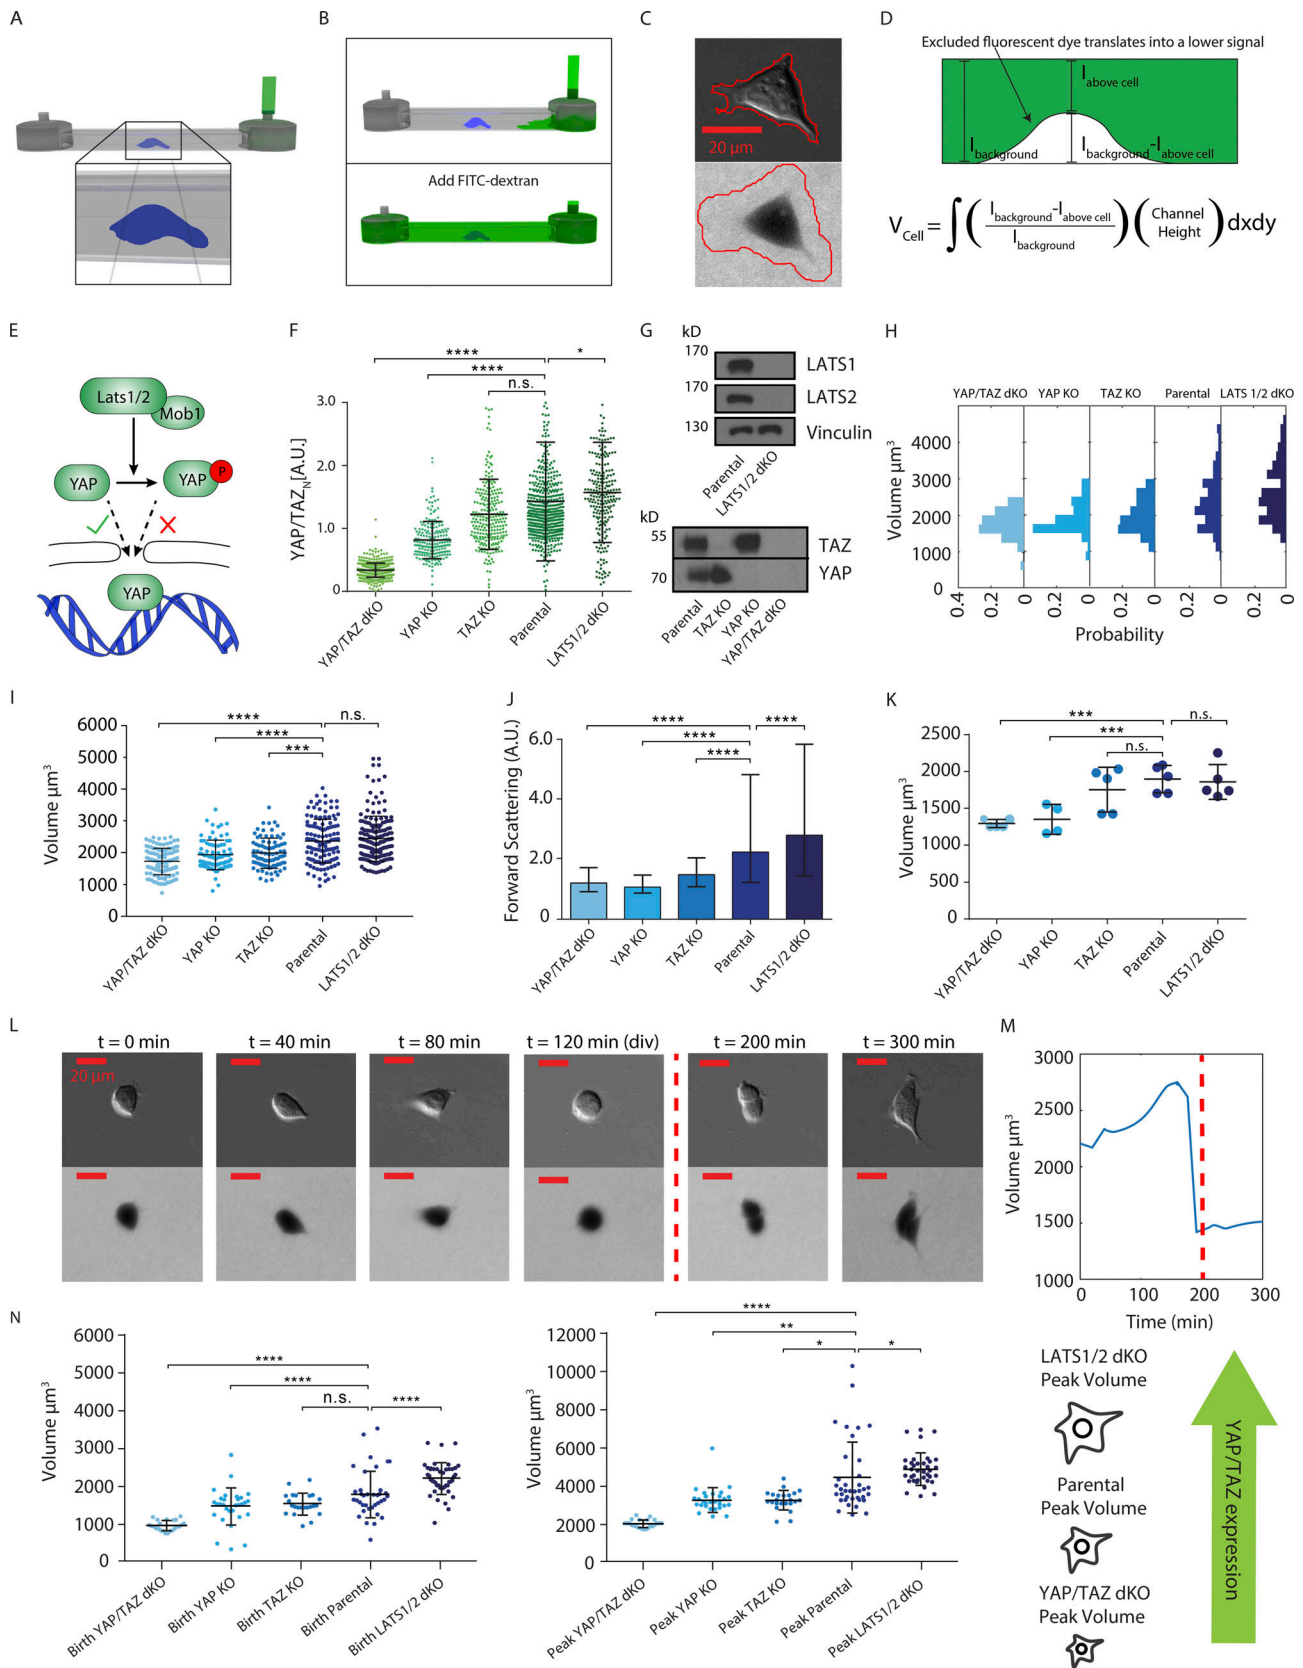 A
B
Add FITC-dextran
C
20 μm
D
Excluded fluorescent dye translates into a lower signal
I above cell
I background
I background-I above cell
V Cell = ∫ ( I background-I above cell / I background ) ( Channel Height ) dxdy
E
Lats1/2
Mob1
YAP
YAP
P
YAP
F
****
*
****
n.s.
YAP/TAZN[A.U.]
3.0
2.0
1.0
0
YAP/TAZ dKO
YAP KO
TAZ KO
Parental
LATS1/2 dKO
G
kD
170
LATS1
170
LATS2
130
Vinculin
Parental
LATS1/2 dKO
kD
55
TAZ
70
YAP
Parental
TAZ KO
YAP KO
YAP/TAZ dKO
H
YAP/TAZ dKO
YAP KO
TAZ KO
Parental
LATS 1/2 dKO
Volume μm³
4000
3000
2000
1000
0
0.4
0.2
0
0.2
0
0.2
0
0.2
0
0.2
0
Probability
I
****
n.s.
****
***
Volume μm³
6000
5000
4000
3000
2000
1000
0
YAP/TAZ dKO
YAP KO
TAZ KO
Parental
LATS1/2 dKO
J
****
****
****
****
Forward Scattering (A.U.)
6.0
4.0
2.0
0
YAP/TAZ dKO
YAP KO
TAZ KO
Parental
LATS1/2 dKO
K
***
n.s.
***
n.s.
Volume μm³
2500
2000
1500
1000
500
0
YAP/TAZ dKO
YAP KO
TAZ KO
Parental
LATS1/2 dKO
L
t = 0 min
t = 40 min
t = 80 min
t = 120 min (div)
t = 200 min
t = 300 min
20 μm
M
Volume μm³
3000
2500
2000
1500
1000
0
100
200
300
Time (min)
N
****
****
n.s.
****
Volume μm³
6000
5000
4000
3000
2000
1000
0
Birth YAP/TAZ dKO
Birth YAP KO
Birth TAZ KO
Birth Parental
Birth LATS1/2 dKO
****
**
*
*
Volume μm³
12000
10000
8000
6000
4000
2000
0
Peak YAP/TAZ dKO
Peak YAP KO
Peak TAZ KO
Peak Parental
Peak LATS1/2 dKO
LATS1/2 dKO
Peak Volume
Parental
Peak Volume
YAP/TAZ dKO
Peak Volume
YAP/TAZ expression